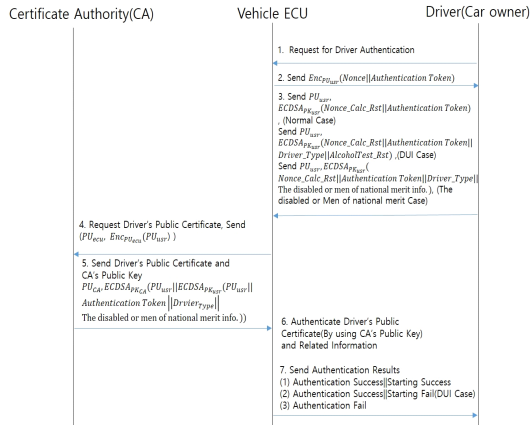 Certificate Authority(CA)
Vehicle ECU
Driver(Car owner)
1. Request for Driver Authentication
2. Send Enc_PU_usr(Nonce||Authentication Token)
3. Send PU_usr,
ECDSA_PK_usr(Nonce_Calc_Rst||Authentication Token)
, (Normal Case)
Send PU_usr,
ECDSA_PK_usr(Nonce_Calc_Rst||Authentication Token||
Driver_Type||AlcoholTest_Rst) ,(DUI Case)
Send PU_usr, ECDSA_PK_usr(
Nonce_Calc_Rst||Authentication Token||Driver_Type||
The disabled or men of national merit info.), (The
disabled or Men of national merit Case)
4. Request Driver's Public Certificate, Send
(PU_ecu, Enc_PU_ecu(PU_usr) )
5. Send Driver's Public Certificate and
CA's Public Key
PU_CA, ECDSA_PK_CA(PU_usr||ECDSA_PK_usr(PU_usr||
Authentication Token ||Drvier_Type||
The disabled or men of national merit info. ))
6. Authenticate Driver's Public
Certificate(By using CA's Public Key)
and Related Information
7. Send Authentication Results
(1) Authentication Success||Starting Success
(2) Authentication Success||Starting Fail(DUI Case)
(3) Authentication Fail